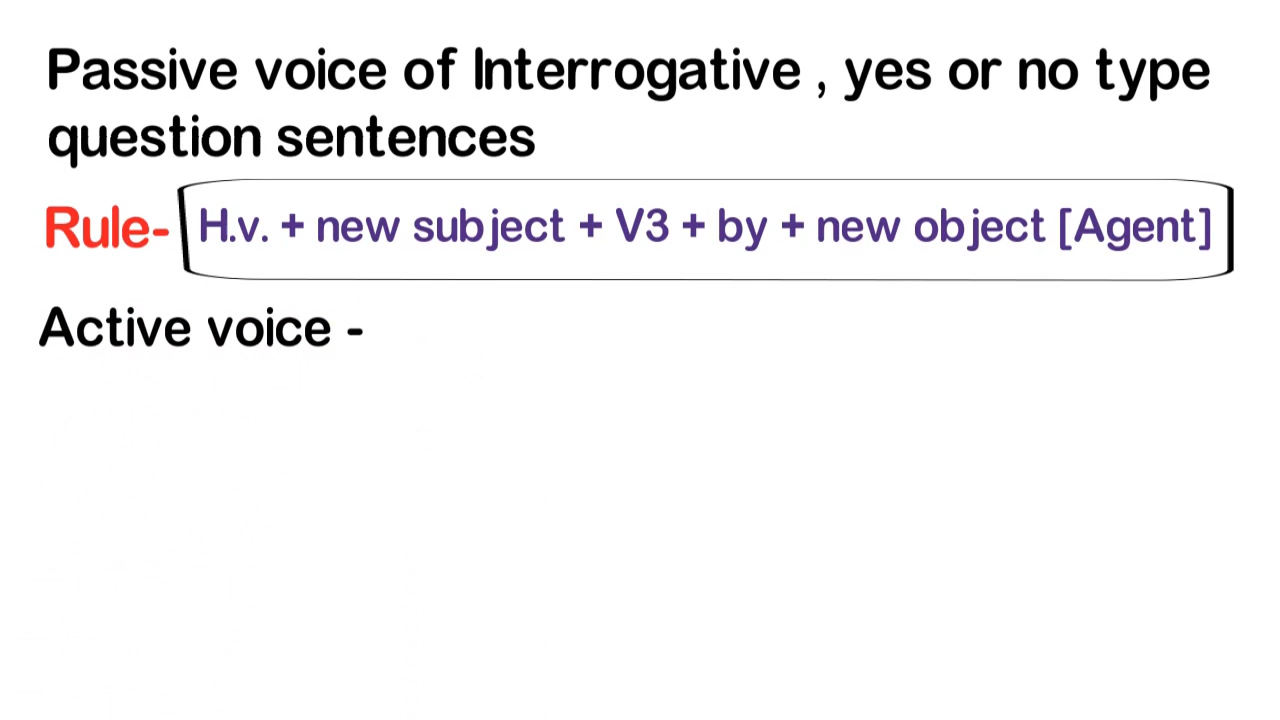 Passive voice of Interrogative , yes or no type
question sentences
Rule- H.v. + new subject + V3 + by + new object [Agent]
Active voice -